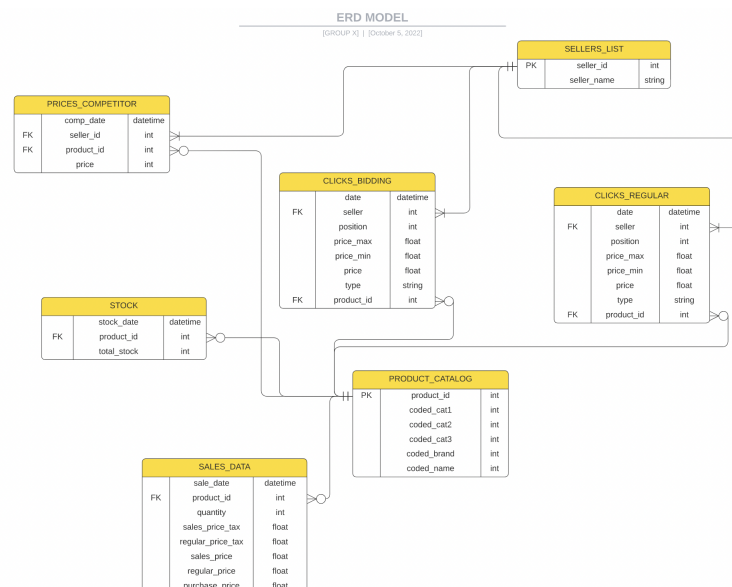 ERD MODEL
[GROUP X] | [October 5, 2022]
SELLERS_LIST
PK seller_id int
seller_name string
PRICES_COMPETITOR
comp_date datetime
FK seller_id int
FK product_id int
price int
CLICKS_BIDDING
date datetime
FK seller int
position int
price_max float
price_min float
price float
type string
FK product_id int
CLICKS_REGULAR
date datetime
FK seller int
position int
price_max float
price_min float
price float
type string
FK product_id int
STOCK
stock_date datetime
FK product_id int
total_stock int
PRODUCT_CATALOG
PK product_id int
coded_cat1 int
coded_cat2 int
coded_cat3 int
coded_brand int
coded_name int
SALES_DATA
sale_date datetime
FK product_id int
quantity int
sales_price_tax float
regular_price_tax float
sales_price float
regular_price float
purchase_price float